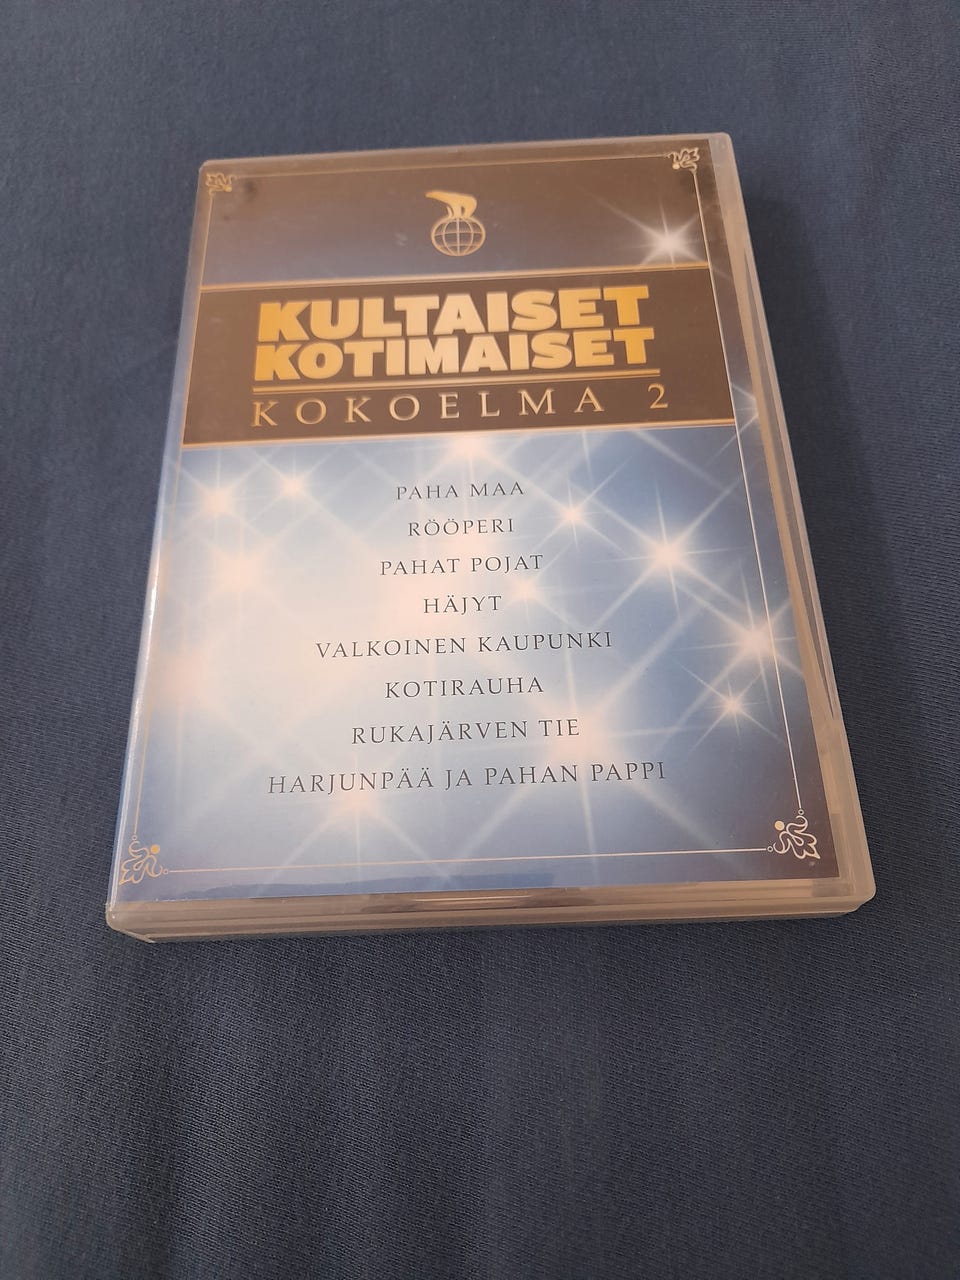 KULTAISET
KOTIMAISET
KOKOELMA 2
PAHA MAA
RÖÖPERI
PAHAT POJAT
HÄJYT
VALKOINEN KAUPUNKI
KOTIRAUHA
RUKAJÄRVEN TIE
HARJUNPÄÄ JA PAHAN PAPPI